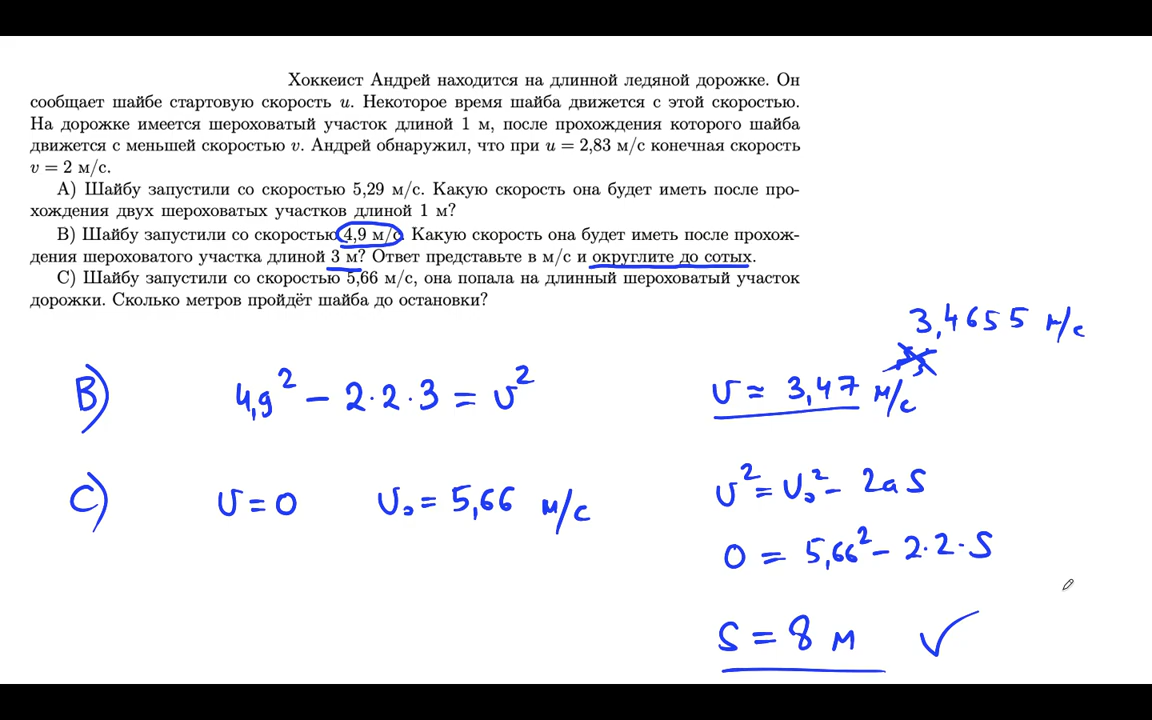 Хоккеист Андрей находится на длинной ледяной дорожке. Он
сообщает шайбе стартовую скорость u. Некоторое время шайба движется с этой скоростью.
На дорожке имеется шероховатый участок длиной 1 м, после прохождения которого шайба
движется с меньшей скоростью v. Андрей обнаружил, что при u = 2,83 м/с конечная скорость
v = 2 м/с.
А) Шайбу запустили со скоростью 5,29 м/с. Какую скорость она будет иметь после про-
хождения двух шероховатых участков длиной 1 м?
В) Шайбу запустили со скоростью 4,9 м/с. Какую скорость она будет иметь после прохож-
дения шероховатого участка длиной 3 м? Ответ представьте в м/с и округлите до сотых.
С) Шайбу запустили со скоростью 5,66 м/с, она попала на длинный шероховатый участок
дорожки. Сколько метров пройдёт шайба до остановки?
3,4655 м/с
В) 4,9² − 2·2·3 = υ² υ ≃ 3,47 м/с
С) υ = 0 υ₀ = 5,66 м/с υ² = υ₀² − 2aS
0 = 5,66² − 2·2·S
S = 8 м ✓